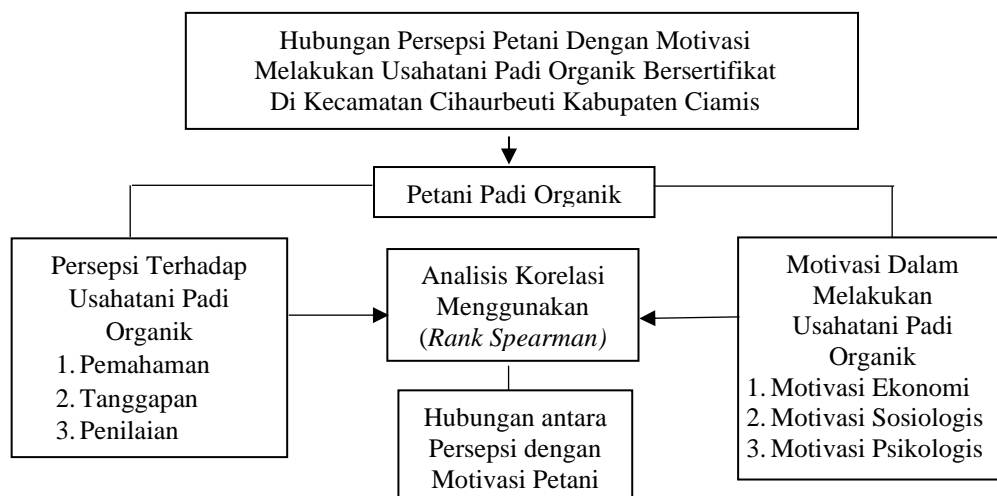 Hubungan Persepsi Petani Dengan Motivasi
Melakukan Usahatani Padi Organik Bersertifikat
Di Kecamatan Cihaurbeuti Kabupaten Ciamis
Petani Padi Organik
Persepsi Terhadap
Usahatani Padi
Organik
1. Pemahaman
2. Tanggapan
3. Penilaian
Analisis Korelasi
Menggunakan
(Rank Spearman)
Hubungan antara
Persepsi dengan
Motivasi Petani
Motivasi Dalam
Melakukan
Usahatani Padi
Organik
1. Motivasi Ekonomi
2. Motivasi Sosiologis
3. Motivasi Psikologis